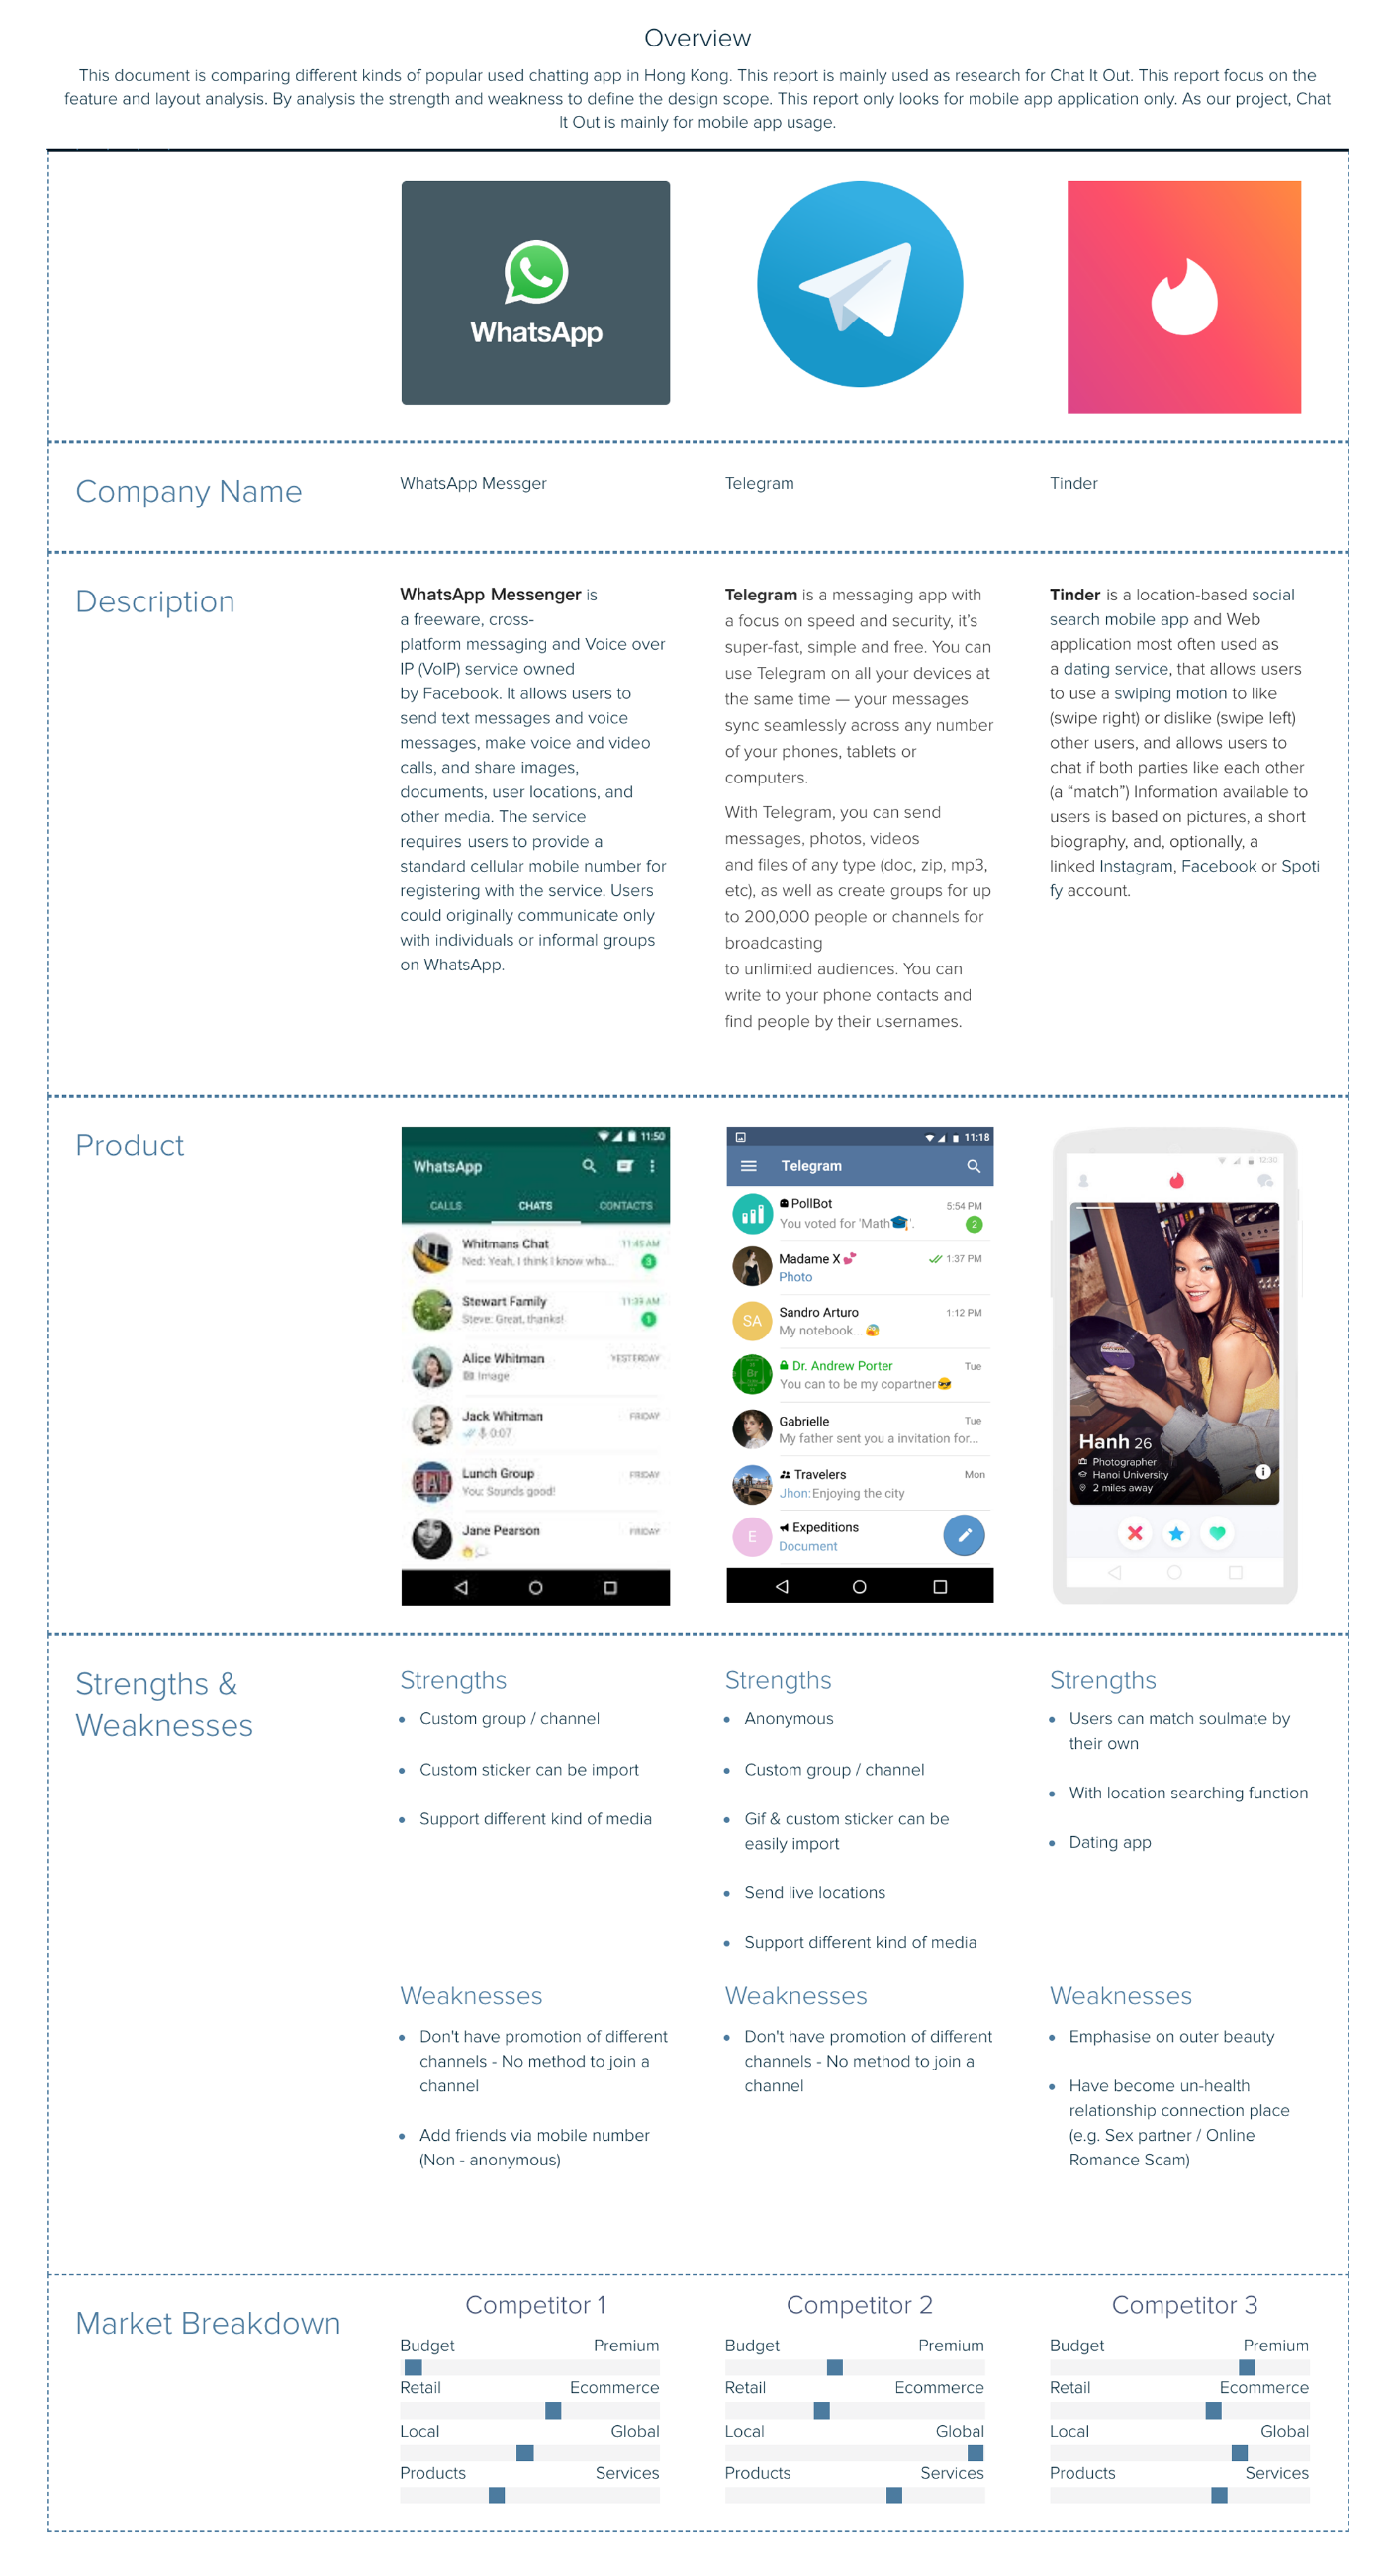 Overview
This document is comparing different kinds of popular used chatting app in Hong Kong. This report is mainly used as research for Chat It Out. This report focus on the
feature and layout analysis. By analysis the strength and weakness to define the design scope. This report only looks for mobile app application only. As our project, Chat
It Out is mainly for mobile app usage.
WhatsApp
Company Name
WhatsApp Messger
Telegram
Tinder
Description
WhatsApp Messenger is
a freeware, cross-
platform messaging and Voice over
IP (VoIP) service owned
by Facebook. It allows users to
send text messages and voice
messages, make voice and video
calls, and share images,
documents, user locations, and
other media. The service
requires users to provide a
standard cellular mobile number for
registering with the service. Users
could originally communicate only
with individuals or informal groups
on WhatsApp.
Telegram is a messaging app with
a focus on speed and security, it's
super-fast, simple and free. You can
use Telegram on all your devices at
the same time — your messages
sync seamlessly across any number
of your phones, tablets or
computers.
With Telegram, you can send
messages, photos, videos
and files of any type (doc, zip, mp3,
etc), as well as create groups for up
to 200,000 people or channels for
broadcasting
to unlimited audiences. You can
write to your phone contacts and
find people by their usernames.
Tinder is a location-based social
search mobile app and Web
application most often used as
a dating service, that allows users
to use a swiping motion to like
(swipe right) or dislike (swipe left)
other users, and allows users to
chat if both parties like each other
(a “match”) Information available to
users is based on pictures, a short
biography, and, optionally, a
linked Instagram, Facebook or Spoti
fy account.
Product
11:50
WhatsApp
CALLS CHATS CONTACTS
Whitmans Chat 11:45 AM
Ned: Yeah, I think I know wha... 3
Stewart Family 11:39 AM
Steve: Great, thanks! 1
Alice Whitman YESTERDAY
Image
Jack Whitman FRIDAY
0:07
Lunch Group FRIDAY
You: Sounds good!
Jane Pearson FRIDAY
11:18
Telegram
PollBot 5:54 PM
You voted for 'Math🎓'. 2
Madame X 💕 1:37 PM
Photo
SA
Sandro Arturo 1:12 PM
My notebook... 😱
Br
Dr. Andrew Porter Tue
You can to be my copartner😎
Gabrielle Tue
My father sent you a invitation for...
Travelers Mon
Jhon:Enjoying the city
E
Expeditions
Document
12:30
Hanh 26
Photographer
Hanoi University
2 miles away
Strengths &
Weaknesses
Strengths
• Custom group / channel
• Custom sticker can be import
• Support different kind of media
Weaknesses
• Don't have promotion of different
channels - No method to join a
channel
• Add friends via mobile number
(Non - anonymous)
Strengths
• Anonymous
• Custom group / channel
• Gif & custom sticker can be
easily import
• Send live locations
• Support different kind of media
Weaknesses
• Don't have promotion of different
channels - No method to join a
channel
Strengths
• Users can match soulmate by
their own
• With location searching function
• Dating app
Weaknesses
• Emphasise on outer beauty
• Have become un-health
relationship connection place
(e.g. Sex partner / Online
Romance Scam)
Market Breakdown
Competitor 1
Budget Premium
Retail Ecommerce
Local Global
Products Services
Competitor 2
Budget Premium
Retail Ecommerce
Local Global
Products Services
Competitor 3
Budget Premium
Retail Ecommerce
Local Global
Products Services